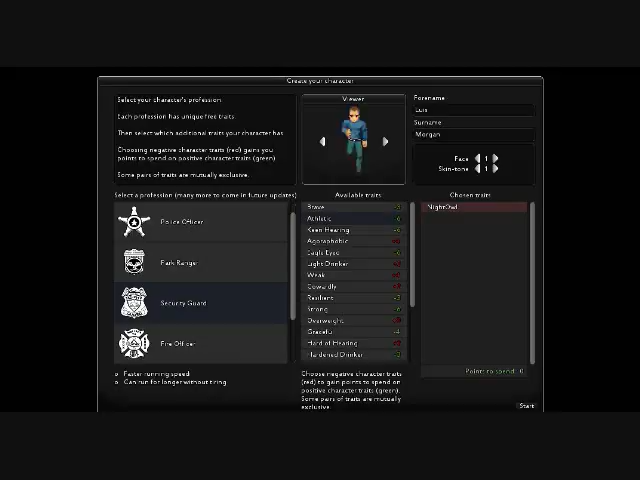 Create your character
Select your character's profession
Each profession has unique free traits.
Then select which additional traits your character has
Choosing negative character traits (red) gains you
points to spend on positive character traits (green).
Some pairs of traits are mutually exclusive.
Viewer
Forename
Luis
Surname
Morgan
Face 1
Skin-tone 1
Select a profession (many more to come in future updates)
Police Officer
Park Ranger
Security Guard
Fire Officer
Available traits
Brave
Athletic
Keen Hearing
Agoraphobic
Eagle Eyed
Light Drinker
Weak
Cowardly
Resilient
Strong
Overweight
Graceful
Hard of Hearing
Hardened Drinker
Chosen traits
NightOwl
Points to spend: 0
o Faster running speed
o Can run for longer without tiring
Choose negative character traits
(red) to gain points to spend on
positive character traits (green).
Some pairs of traits are mutually
exclusive.
Start